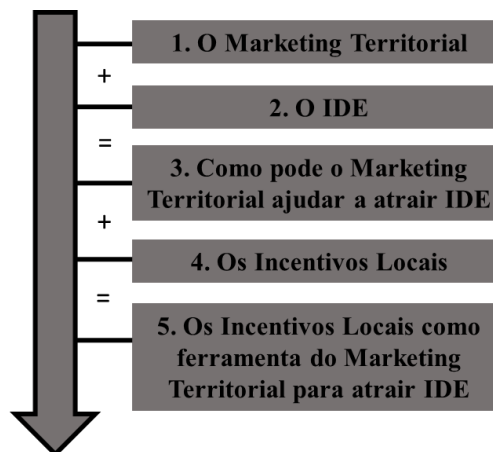 1. O Marketing Territorial
+
2. O IDE
=
3. Como pode o Marketing
Territorial ajudar a atrair IDE
+
4. Os Incentivos Locais
=
5. Os Incentivos Locais como
ferramenta do Marketing
Territorial para atrair IDE